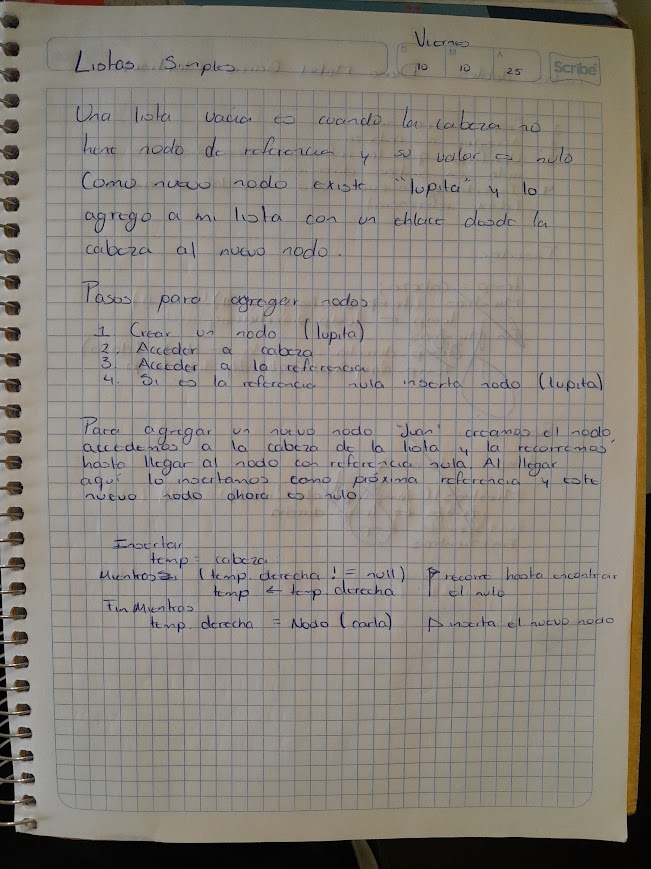 Viernes
Listas Simples
D M A
10 10 25
Scribe
Una lista vacia es cuando la cabeza no
tiene nodo de referencia y su valor es nulo
Como nuevo nodo existe "lupita" y lo
agrego a mi lista con un enlace desde la
cabeza al nuevo nodo.
Pasos para agregar nodos
1. Crear un nodo (lupita)
2. Acceder a cabeza
3. Acceder a la referencia
4. Si es la referencia nula inserta nodo (lupita)
Para agregar un nuevo nodo "Juan" creamos el nodo,
accedemos a la cabeza de la lista y la recorremos
hasta llegar al nodo con referencia nula. Al llegar
aquí lo insertamos como próxima referencia y este
nuevo nodo ahora es nulo.
Insertar
temp = cabeza
Mientras (temp.derecha != null) recorre hasta encontrar
temp ← temp.derecha el nulo
Fin Mientras
temp.derecha = Nodo (carla) inserta el nuevo nodo